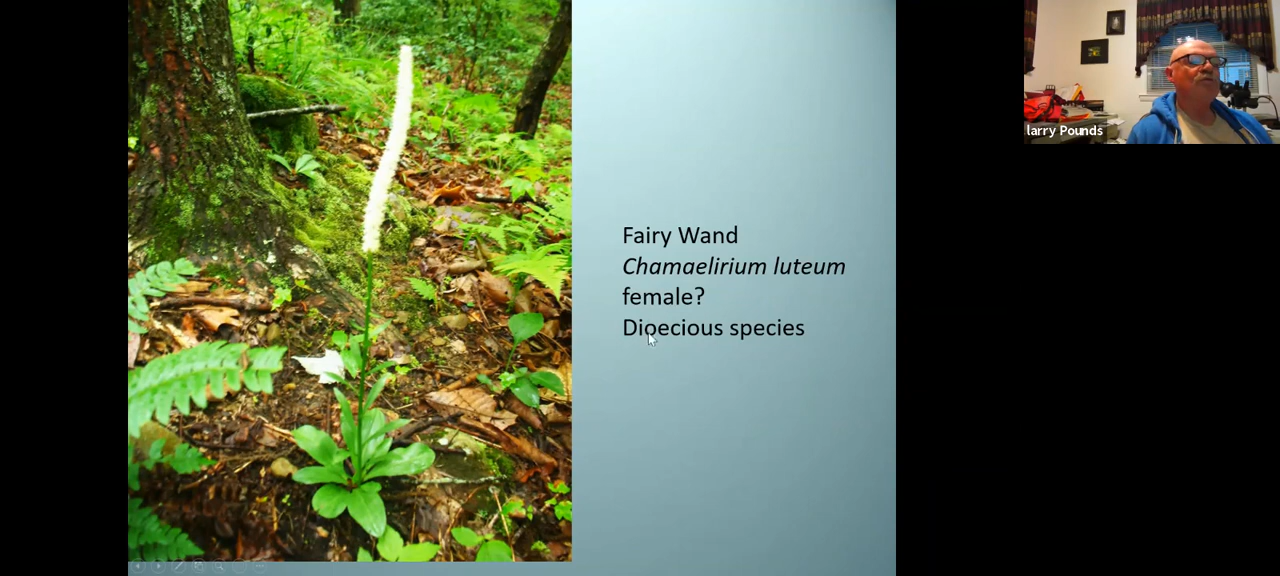 Fairy Wand
Chamaelirium luteum
female?
Dioecious species
larry Pounds